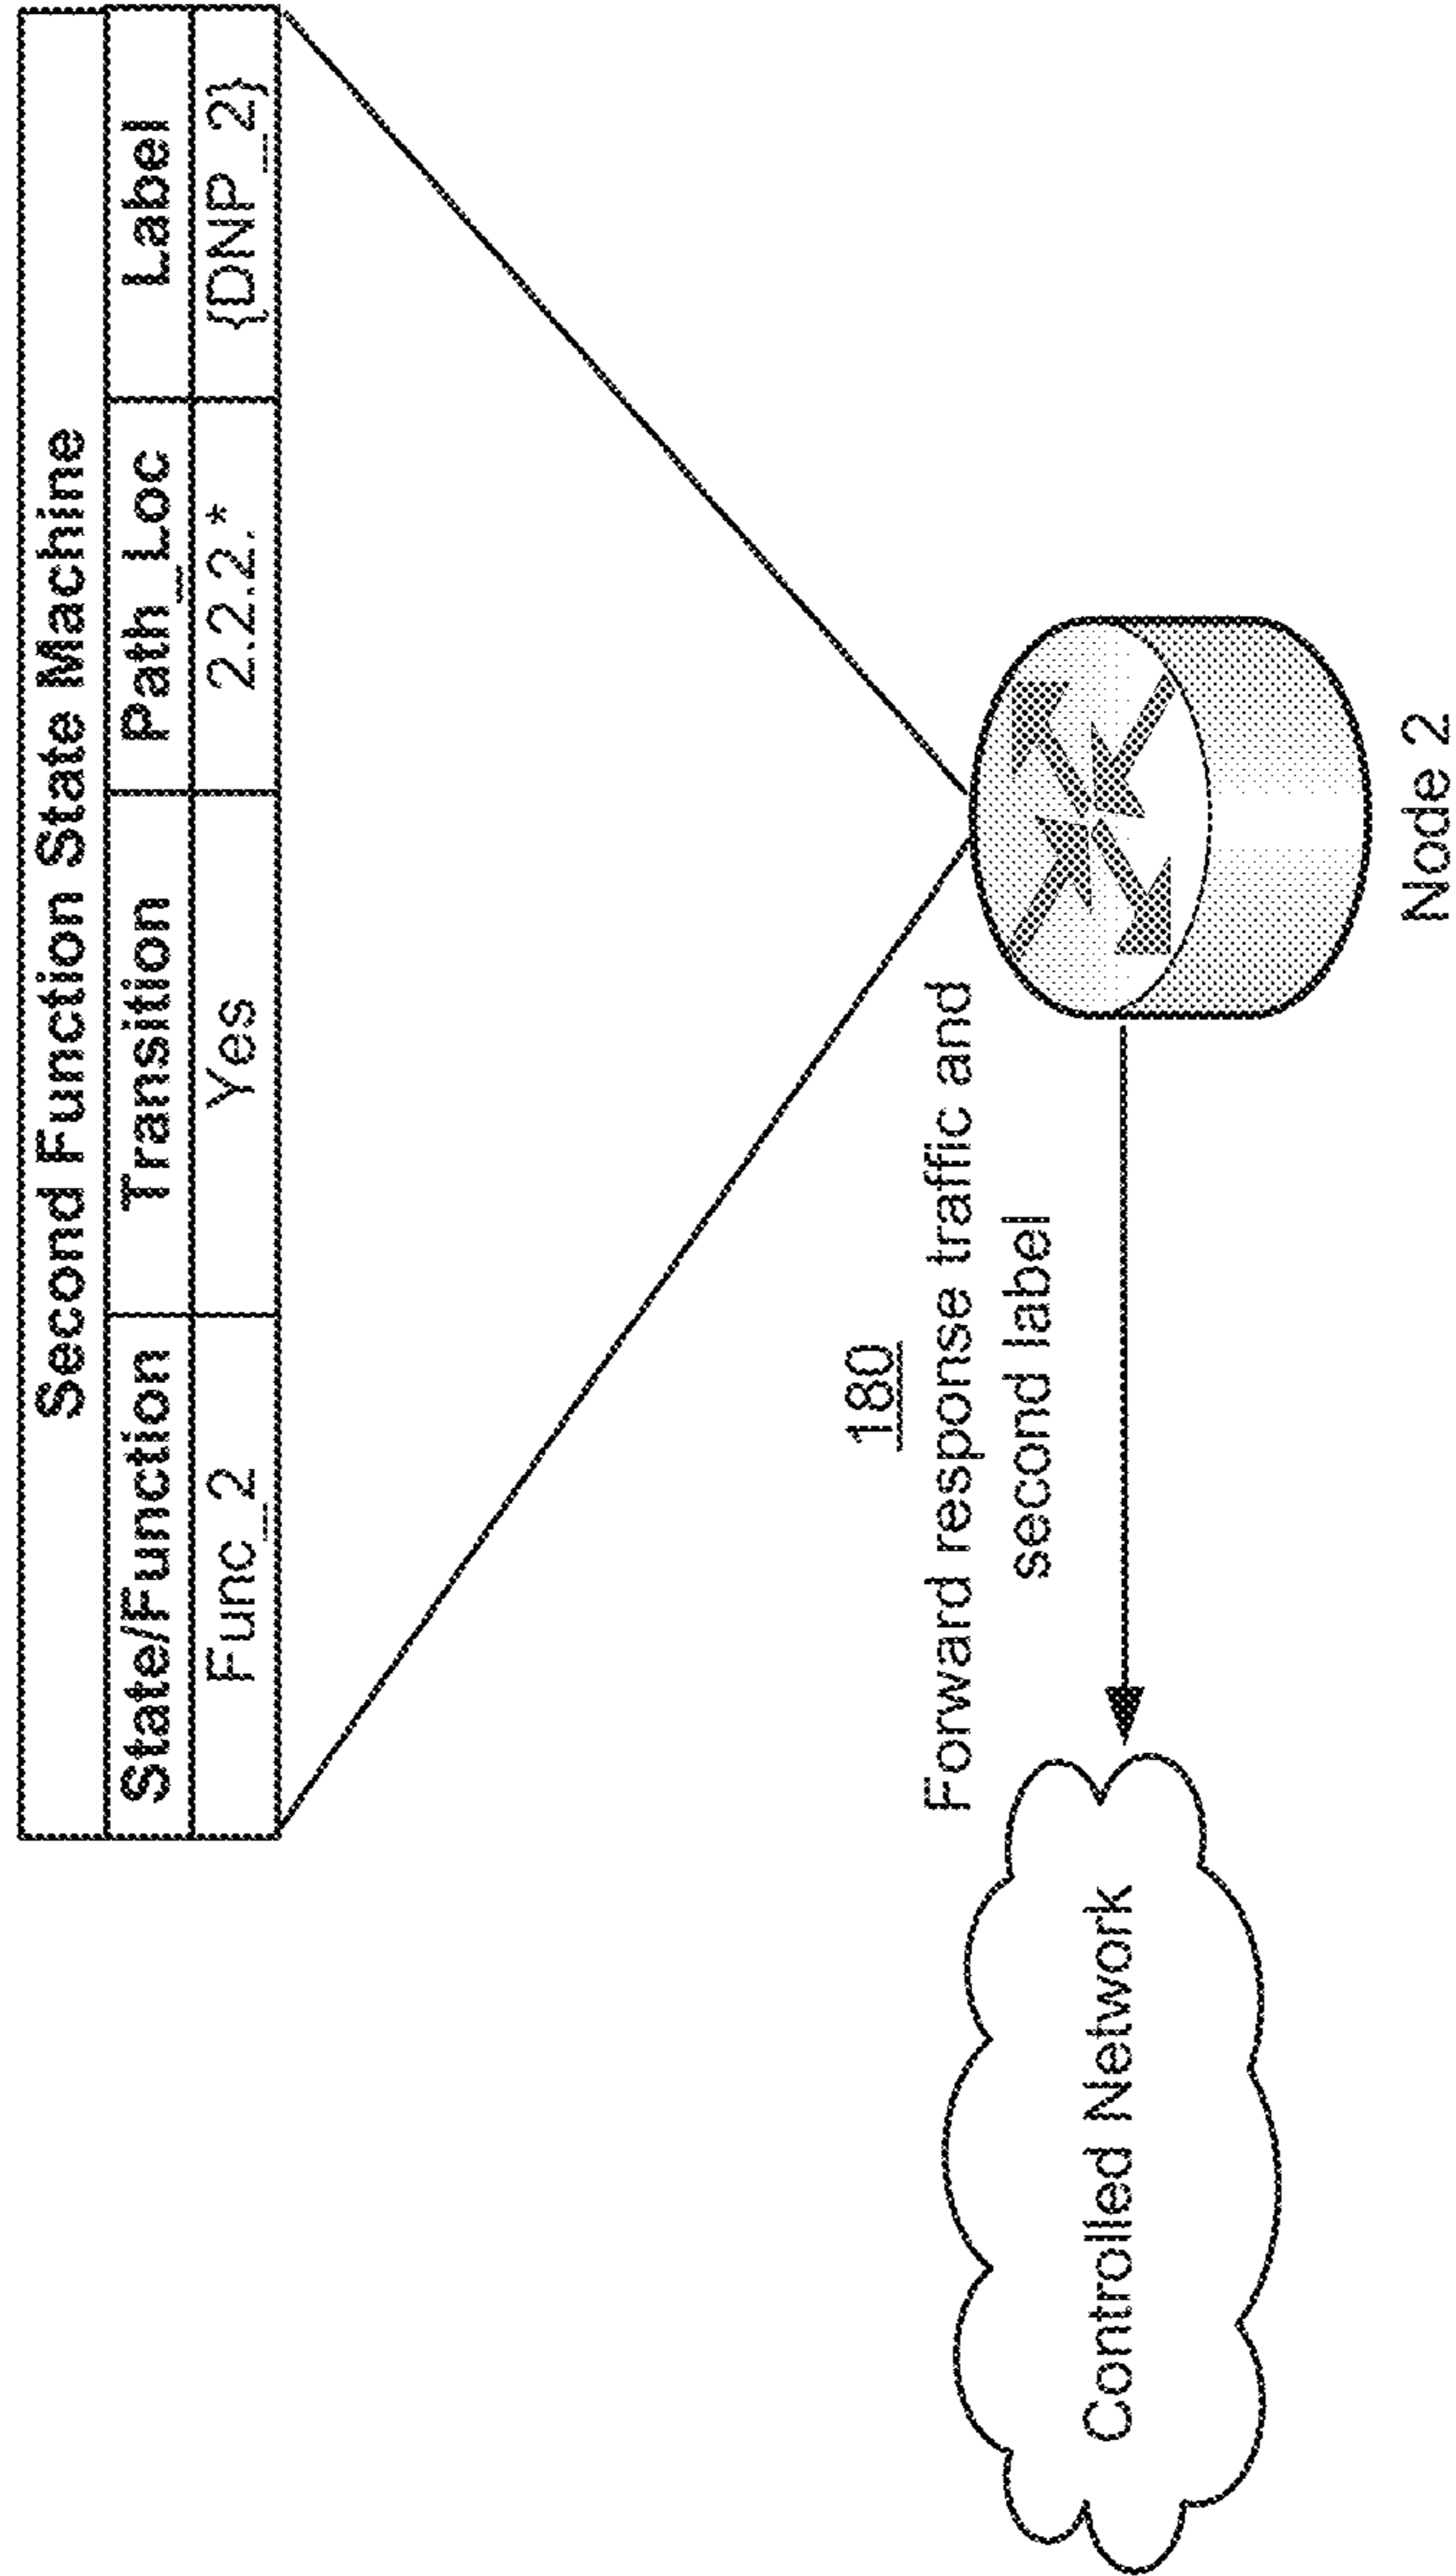 Second Function State Machine
State/Function Transition Path_Loc Label
Func_2 Yes 2.2.2.* {DNP_2}
180
Forward response traffic and
second label
Controlled Network
Node 2